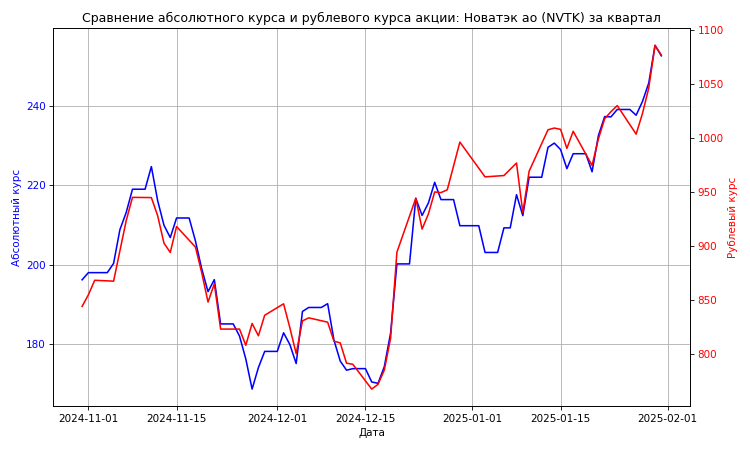 Сравнение абсолютного курса и рублевого курса акции: Новатэк ао (NVTK) за квартал
1100
1050
240
1000
Абсолютный курс
220
950
Рублевый курс
900
200
850
180
800
2024-11-01 2024-11-15 2024-12-01 2024-12-15 2025-01-01 2025-01-15 2025-02-01
Дата